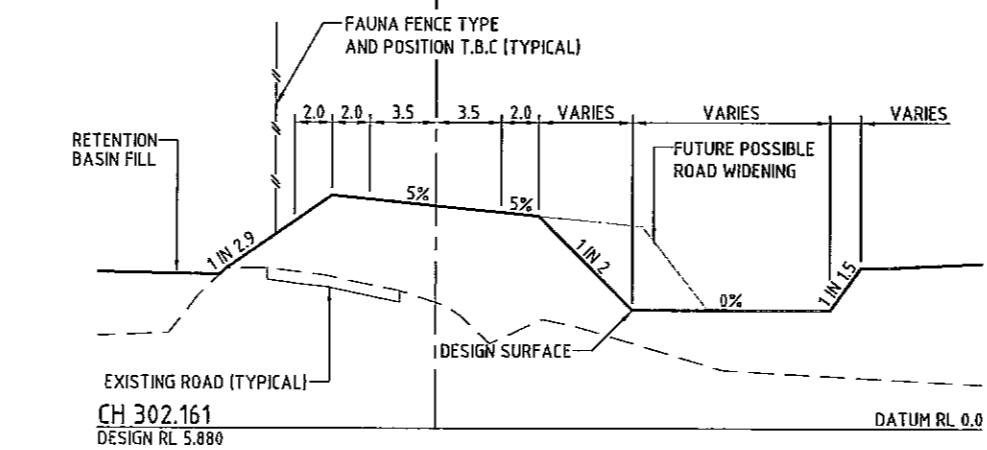 FAUNA FENCE TYPE
AND POSITION T.B.C (TYPICAL)
2.0 2.0 3.5 3.5 2.0 VARIES VARIES VARIES
RETENTION
BASIN FILL
FUTURE POSSIBLE
ROAD WIDENING
5% 5%
1 IN 2.9
1 IN 2
0%
1 IN 1.5
DESIGN SURFACE
EXISTING ROAD (TYPICAL)
CH 302.161
DESIGN RL 5.880
DATUM RL 0.0